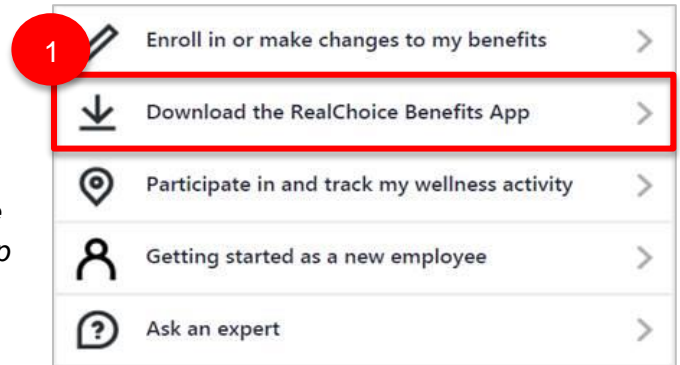 1
Enroll in or make changes to my benefits
Download the RealChoice Benefits App
Participate in and track my wellness activity
Getting started as a new employee
Ask an expert